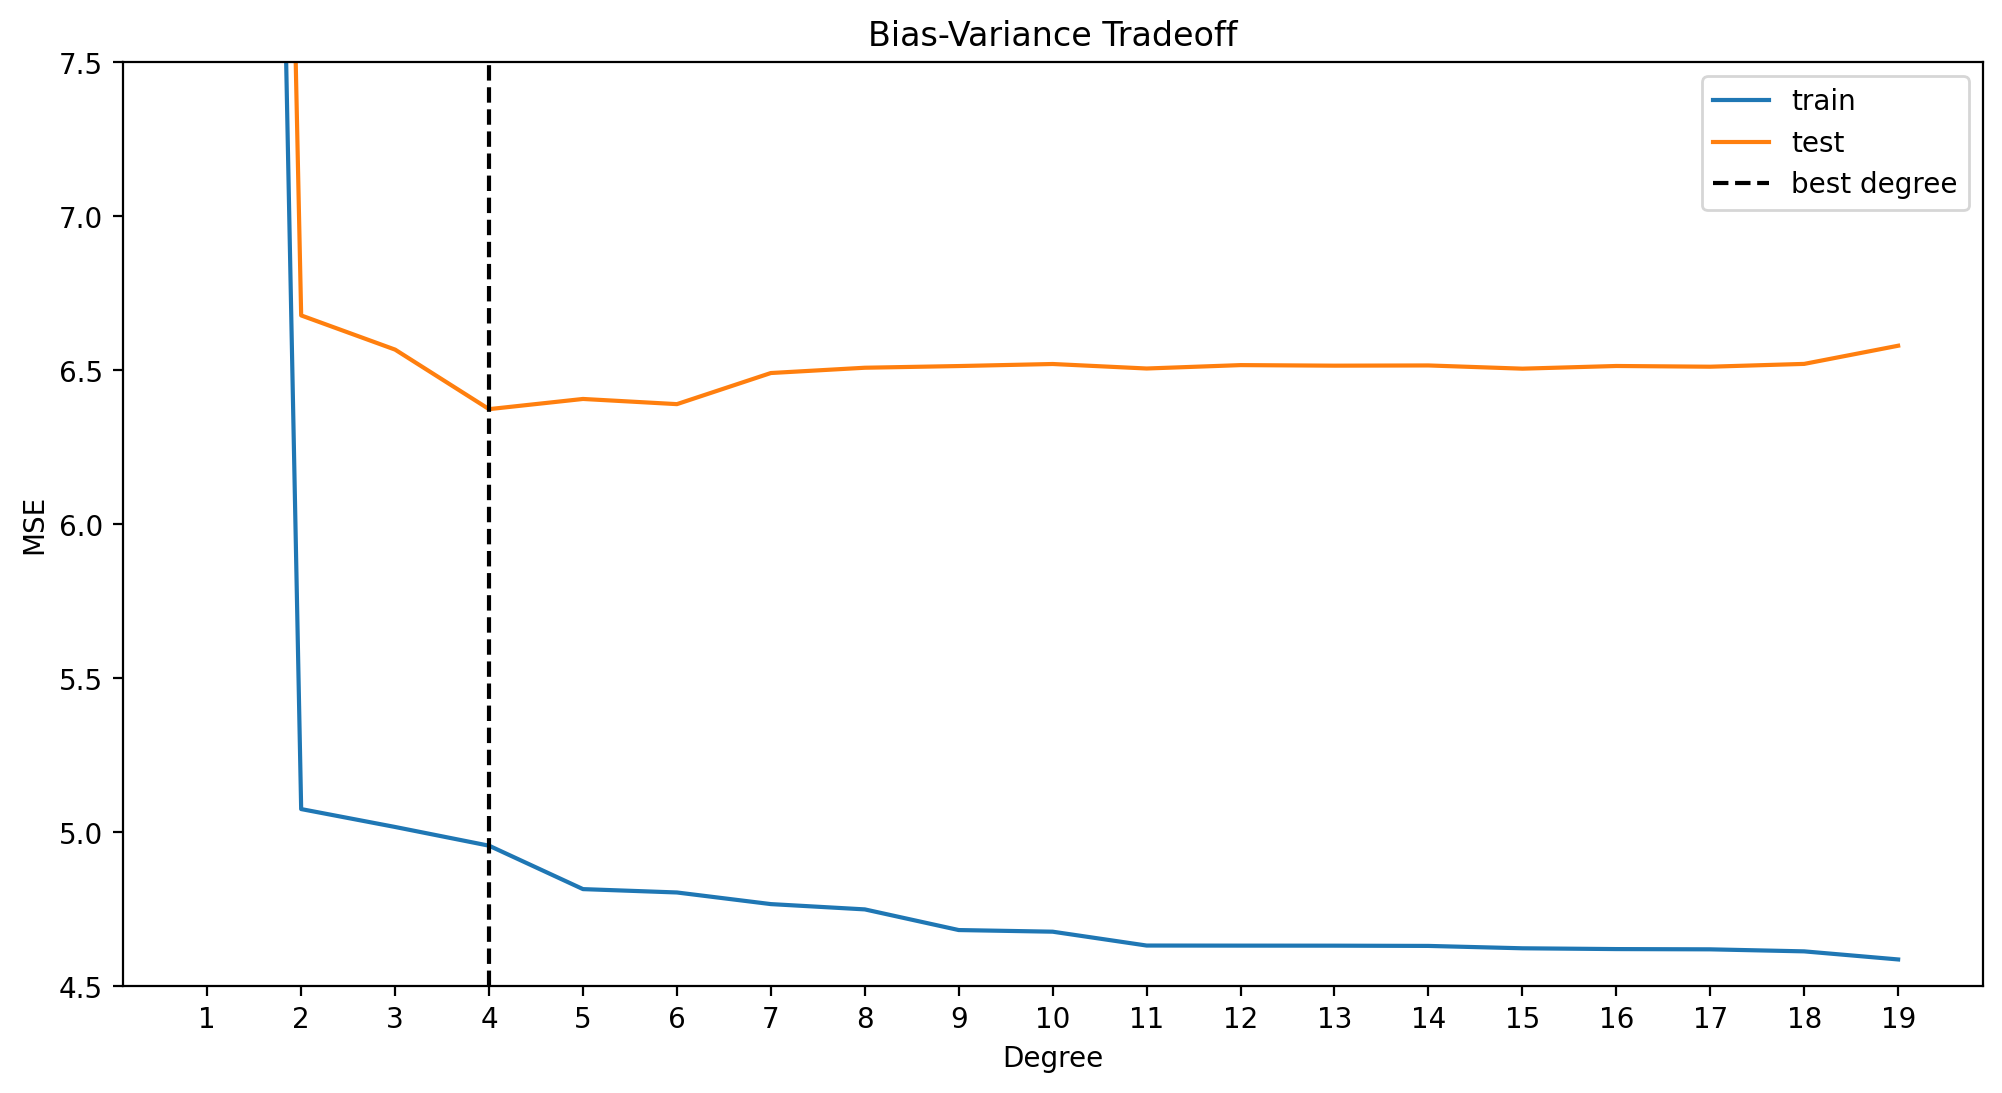 Bias-Variance Tradeoff
train
test
best degree
MSE
7.5
7.0
6.5
6.0
5.5
5.0
4.5
1 2 3 4 5 6 7 8 9 10 11 12 13 14 15 16 17 18 19
Degree